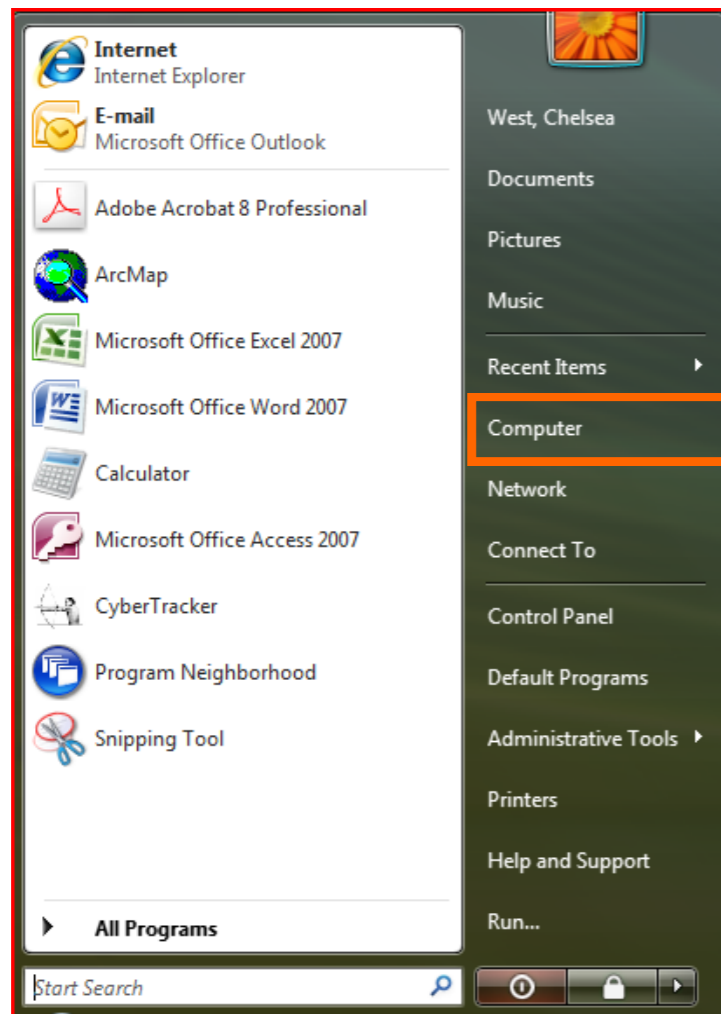 Internet
Internet Explorer
E-mail
Microsoft Office Outlook
Adobe Acrobat 8 Professional
ArcMap
Microsoft Office Excel 2007
Microsoft Office Word 2007
Calculator
Microsoft Office Access 2007
CyberTracker
Program Neighborhood
Snipping Tool
All Programs
Start Search
West, Chelsea
Documents
Pictures
Music
Recent Items
Computer
Network
Connect To
Control Panel
Default Programs
Administrative Tools
Printers
Help and Support
Run...